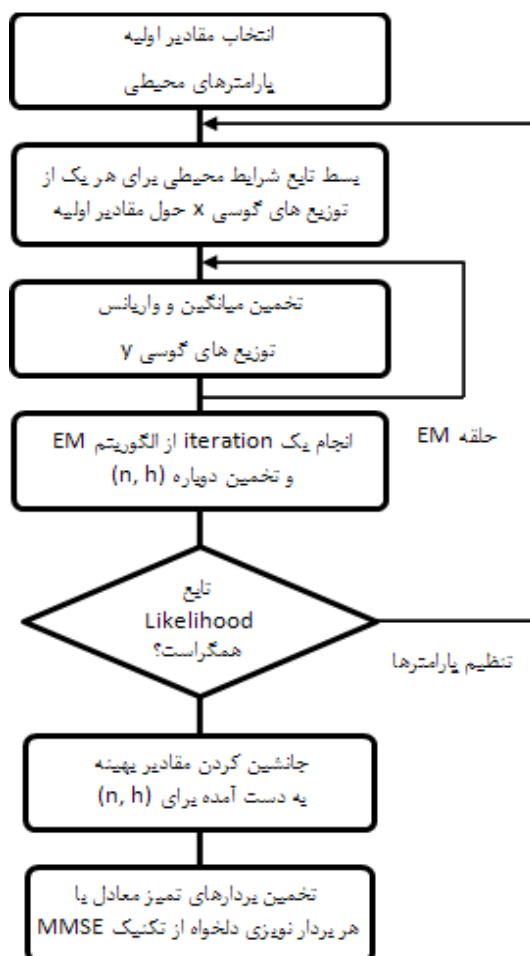 انتخاب مقادیر اولیه
پارامترهای محیطی
بسط تابع شرایط محیطی برای هر یک از
توزیع های گوسی x حول مقادیر اولیه
تخمین میانگین و واریانس
توزیع های گوسی y
حلقه EM
انجام یک iteration از الگوریتم EM
و تخمین دوباره (n, h)
تابع
Likelihood
همگراست؟
تنظیم پارامترها
جانشین کردن مقادیر بهینه
به دست آمده برای (n, h)
تخمین بردارهای تمیز معادل با
هر بردار نویزی دلخواه از تکنیک MMSE